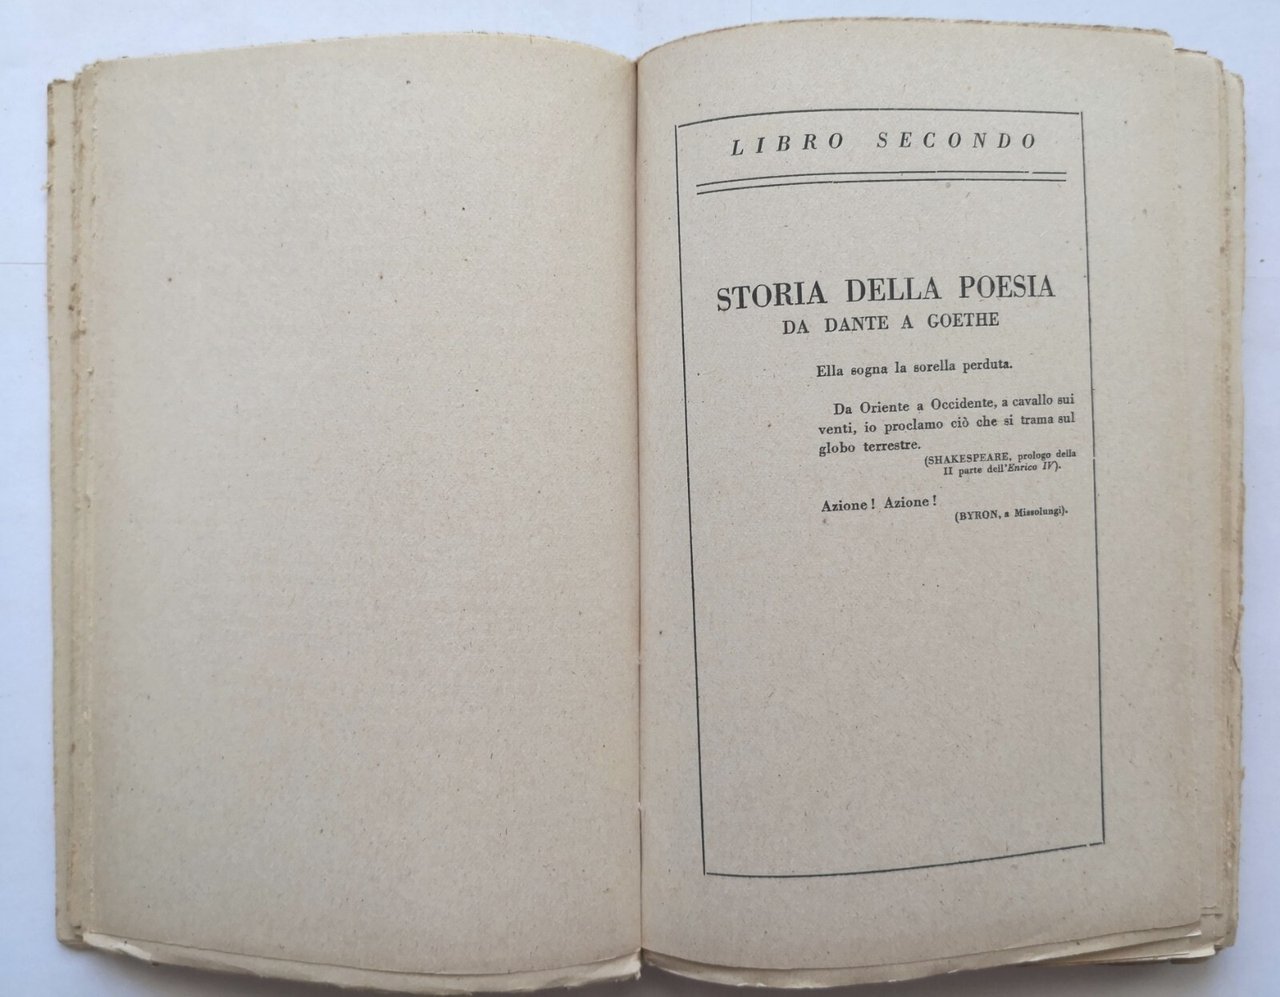 LIBRO SECONDO
STORIA DELLA POESIA
DA DANTE A GOETHE
Ella sogna la sorella perduta.
Da Oriente a Occidente, a cavallo sui
venti, io proclamo ciò che si trama sul
globo terrestre.
(SHAKESPEARE, prologo della
II parte dell'Enrico IV).
Azione! Azione!
(BYRON, a Missolungi).